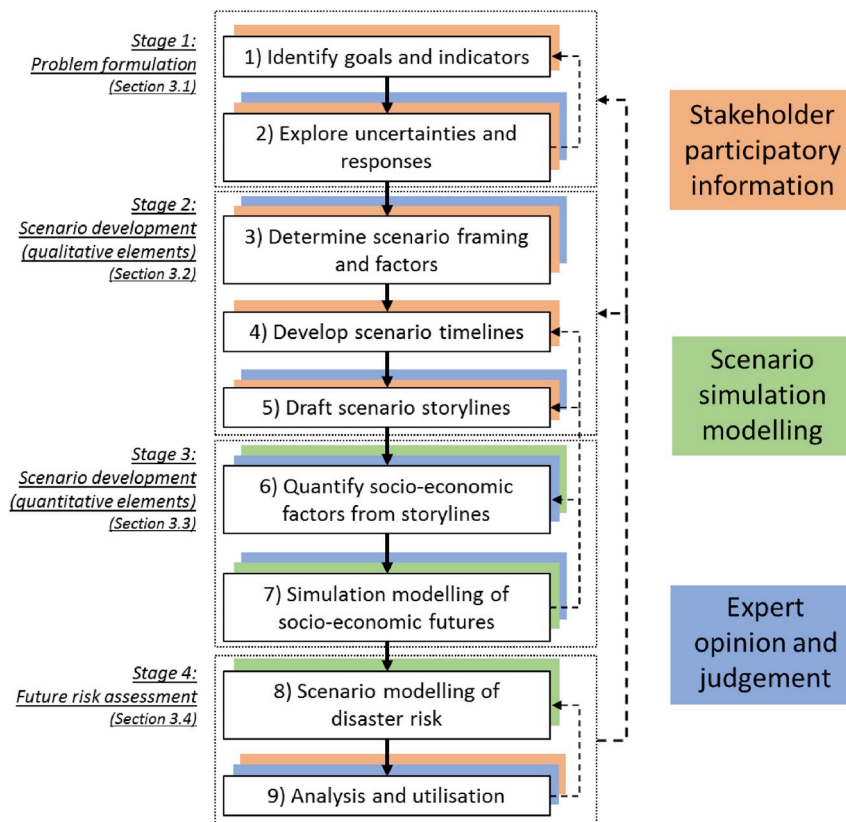 Stage 1:
Problem formulation
(Section 3.1)
1) Identify goals and indicators
2) Explore uncertainties and
responses
Stage 2:
Scenario development
(qualitative elements)
(Section 3.2)
3) Determine scenario framing
and factors
4) Develop scenario timelines
5) Draft scenario storylines
Stage 3:
Scenario development
(quantitative elements)
(Section 3.3)
6) Quantify socio-economic
factors from storylines
7) Simulation modelling of
socio-economic futures
Stage 4:
Future risk assessment
(Section 3.4)
8) Scenario modelling of
disaster risk
9) Analysis and utilisation
Stakeholder
participatory
information
Scenario
simulation
modelling
Expert
opinion and
judgement